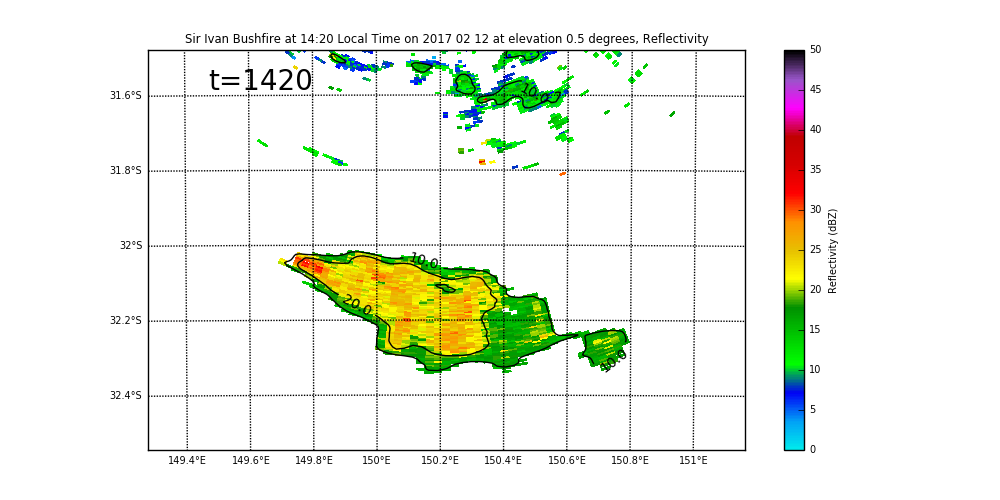 Sir Ivan Bushfire at 14:20 Local Time on 2017 02 12 at elevation 0.5 degrees, Reflectivity
t=1420
31.6°S
31.8°S
32°S
32.2°S
32.4°S
149.4°E 149.6°E 149.8°E 150°E 150.2°E 150.4°E 150.6°E 150.8°E 151°E
10.0
10.0
20.0
10.0
50
45
40
35
30
25
20
15
10
5
0
Reflectivity (dBZ)